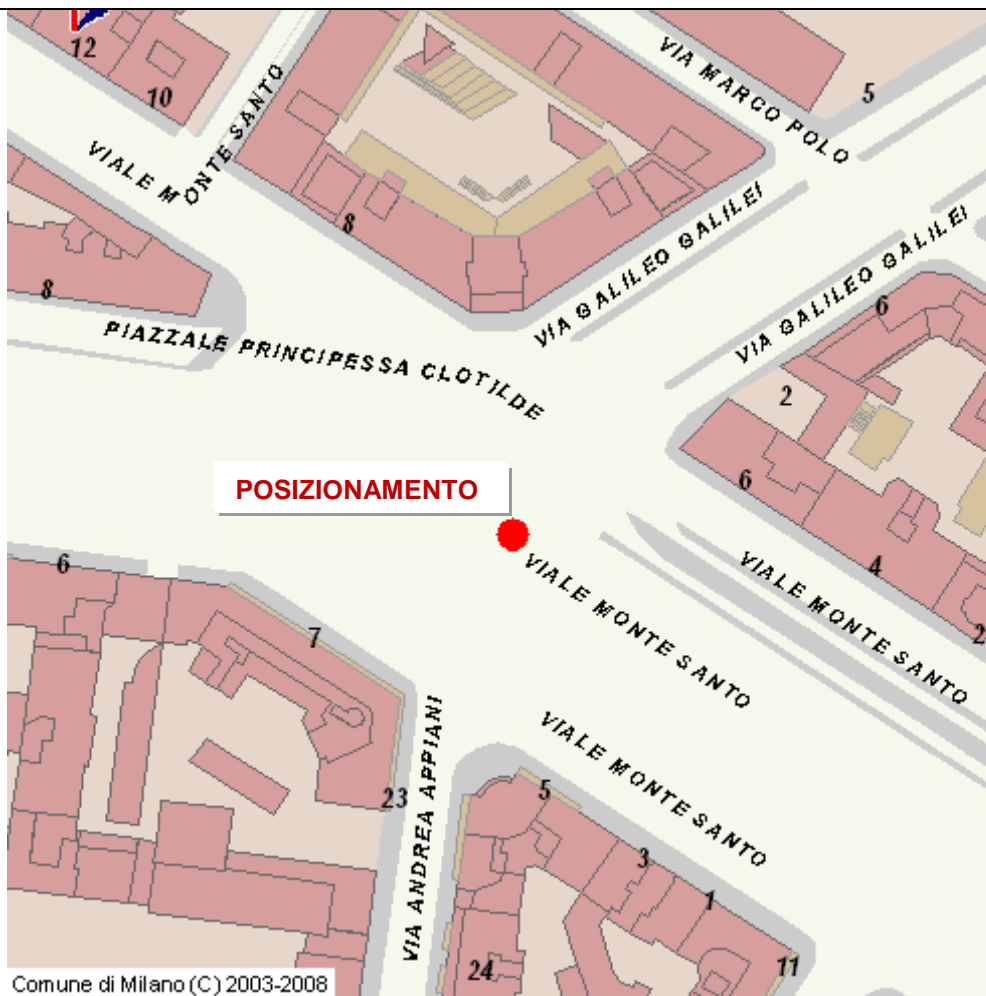 12
10
VIALE MONTE SANTO
VIA MARCO POLO
5
8
8
VIA GALILEO GALILEI
VIA GALILEO GALILEI
PIAZZALE PRINCIPESSA CLOTILDE
6
2
6
4
2
POSIZIONAMENTO
VIALE MONTE SANTO
VIALE MONTE SANTO
VIALE MONTE SANTO
6
7
23
VIA ANDREA APPIANI
5
3
1
11
24
Comune di Milano (C) 2003-2008